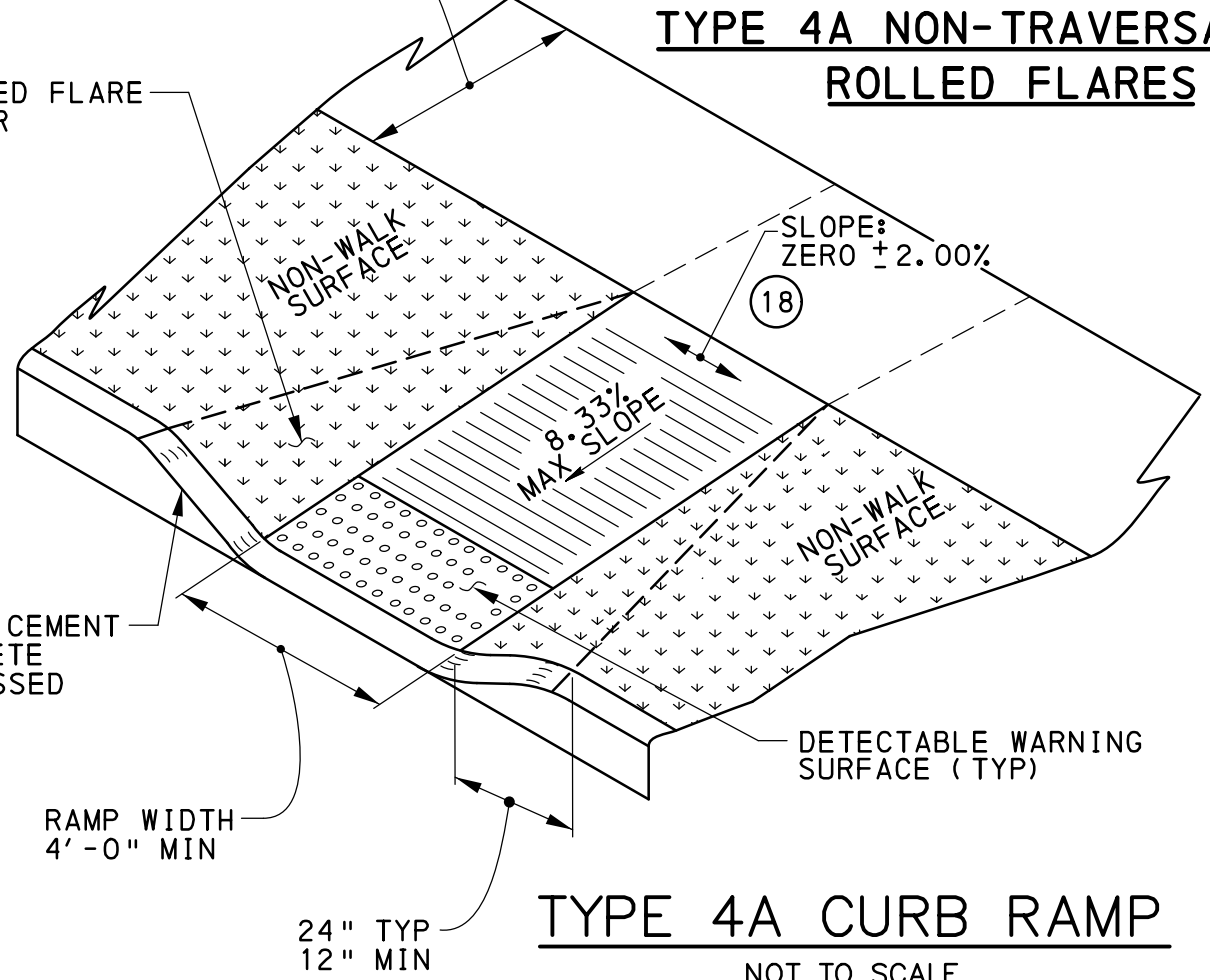 TYPE 4A NON-TRAVERSA
ROLLED FLARES
ED FLARE
R
NON-WALK
SURFACE
SLOPE:
ZERO ± 2.00%
18
8.33%
MAX SLOPE
NON-WALK
SURFACE
CEMENT
ETE
SSED
DETECTABLE WARNING
SURFACE (TYP)
RAMP WIDTH
4'-0" MIN
24" TYP
12" MIN
TYPE 4A CURB RAMP
NOT TO SCALE